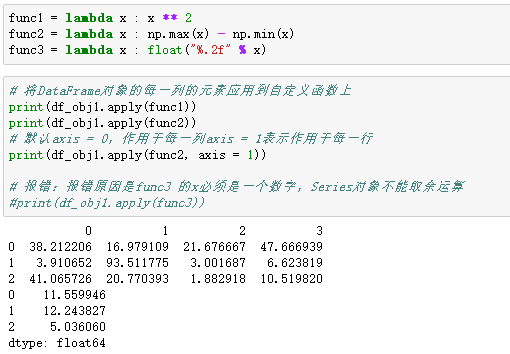 func1 = lambda x : x ** 2
func2 = lambda x : np.max(x) - np.min(x)
func3 = lambda x : float("%.2f" % x)
# 将DataFrame对象的每一列的元素应用到自定义函数上
print(df_obj1.apply(func1))
print(df_obj1.apply(func2))
# 默认axis = 0，作用于每一列axis = 1表示作用于每一行
print(df_obj1.apply(func2, axis = 1))
# 报错：报错原因是func3 的x必须是一个数字，Series对象不能取余运算
#print(df_obj1.apply(func3))
0 1 2 3
0 38.212206 16.979109 21.676667 47.666939
1 3.910652 93.511775 3.001687 6.623819
2 41.065726 20.770393 1.882918 10.519820
0 11.559946
1 12.243827
2 5.036060
dtype: float64